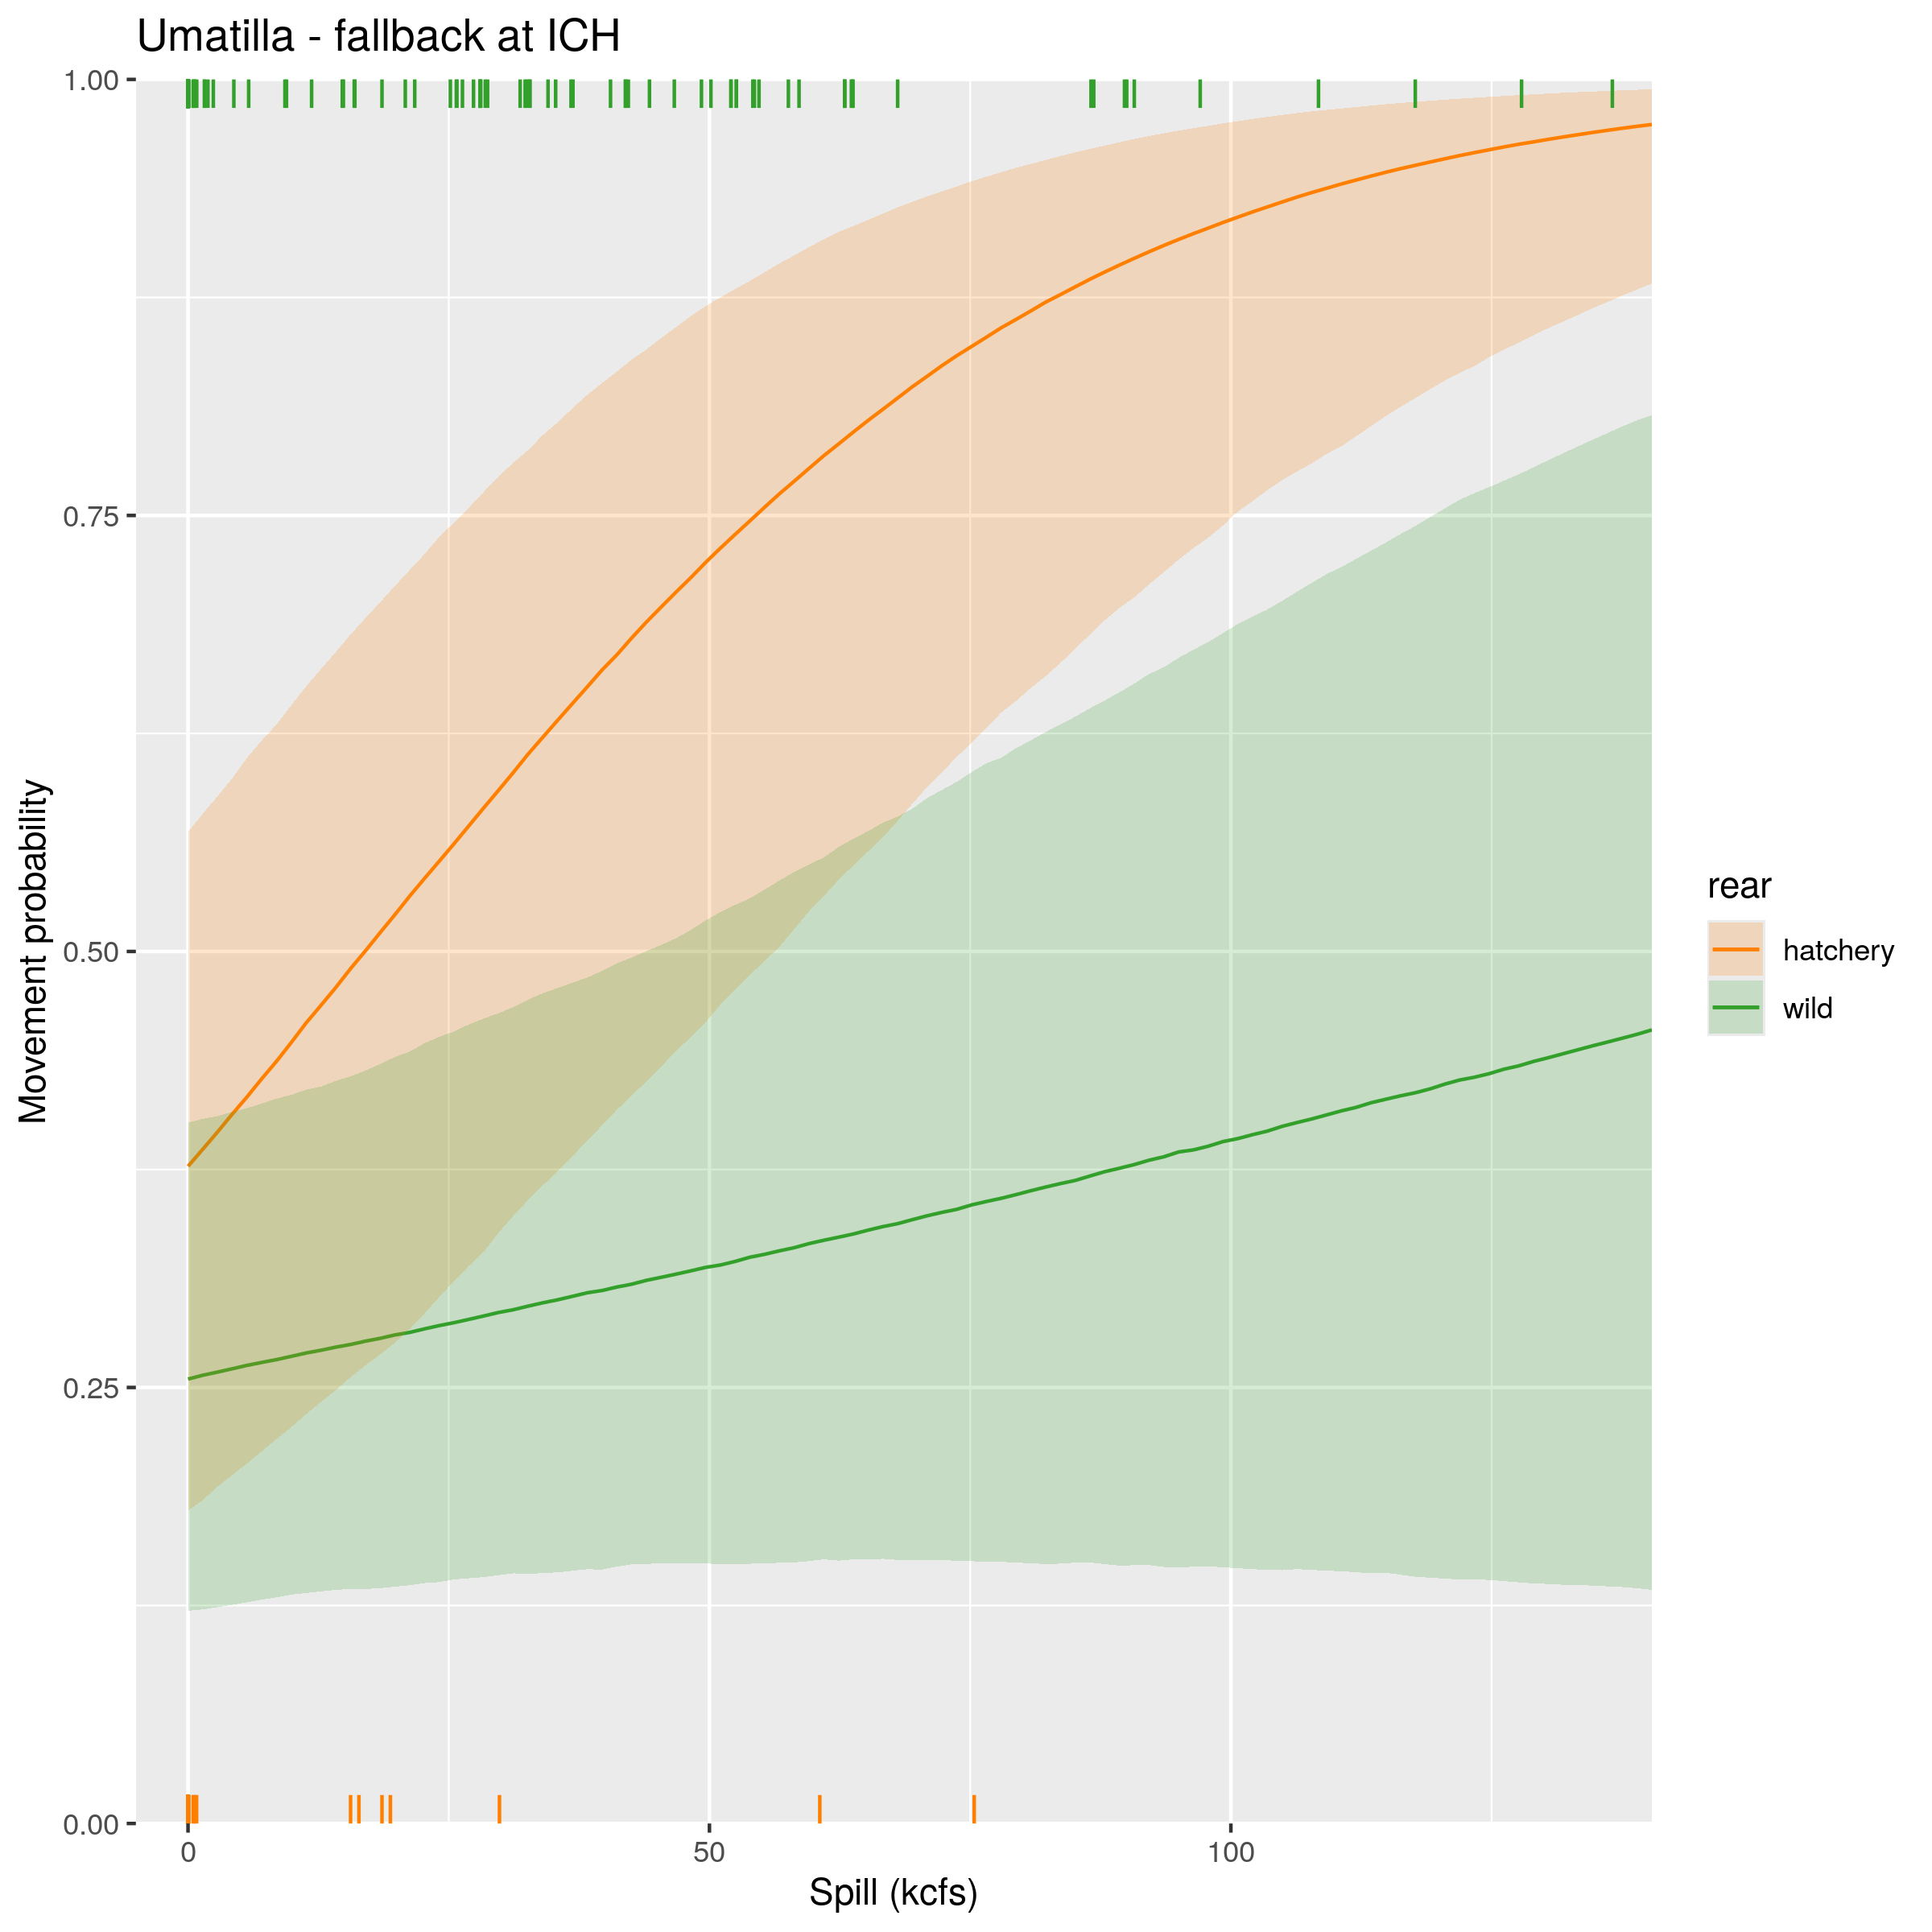 Umatilla - fallback at ICH
1.00
0.75
0.50
0.25
0.00
Movement probability
0
50
100
Spill (kcfs)
rear
hatchery
wild